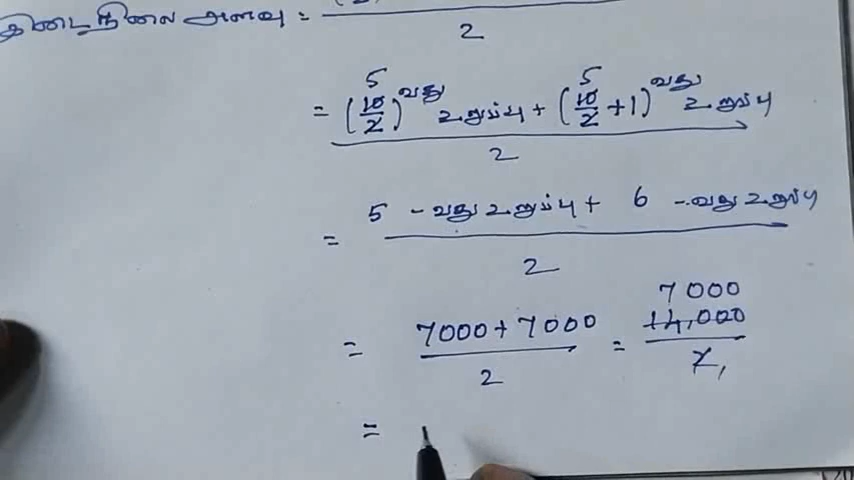 இடைநிலை அளவு =
2
= (10/2)^வது உறுப்பு + (10/2 + 1)^வது உறுப்பு
5 5
2
= 5 - வது உறுப்பு + 6 - வது உறுப்பு
2
= 7000 + 7000 / 2 = 14,000 / 2
7000
=